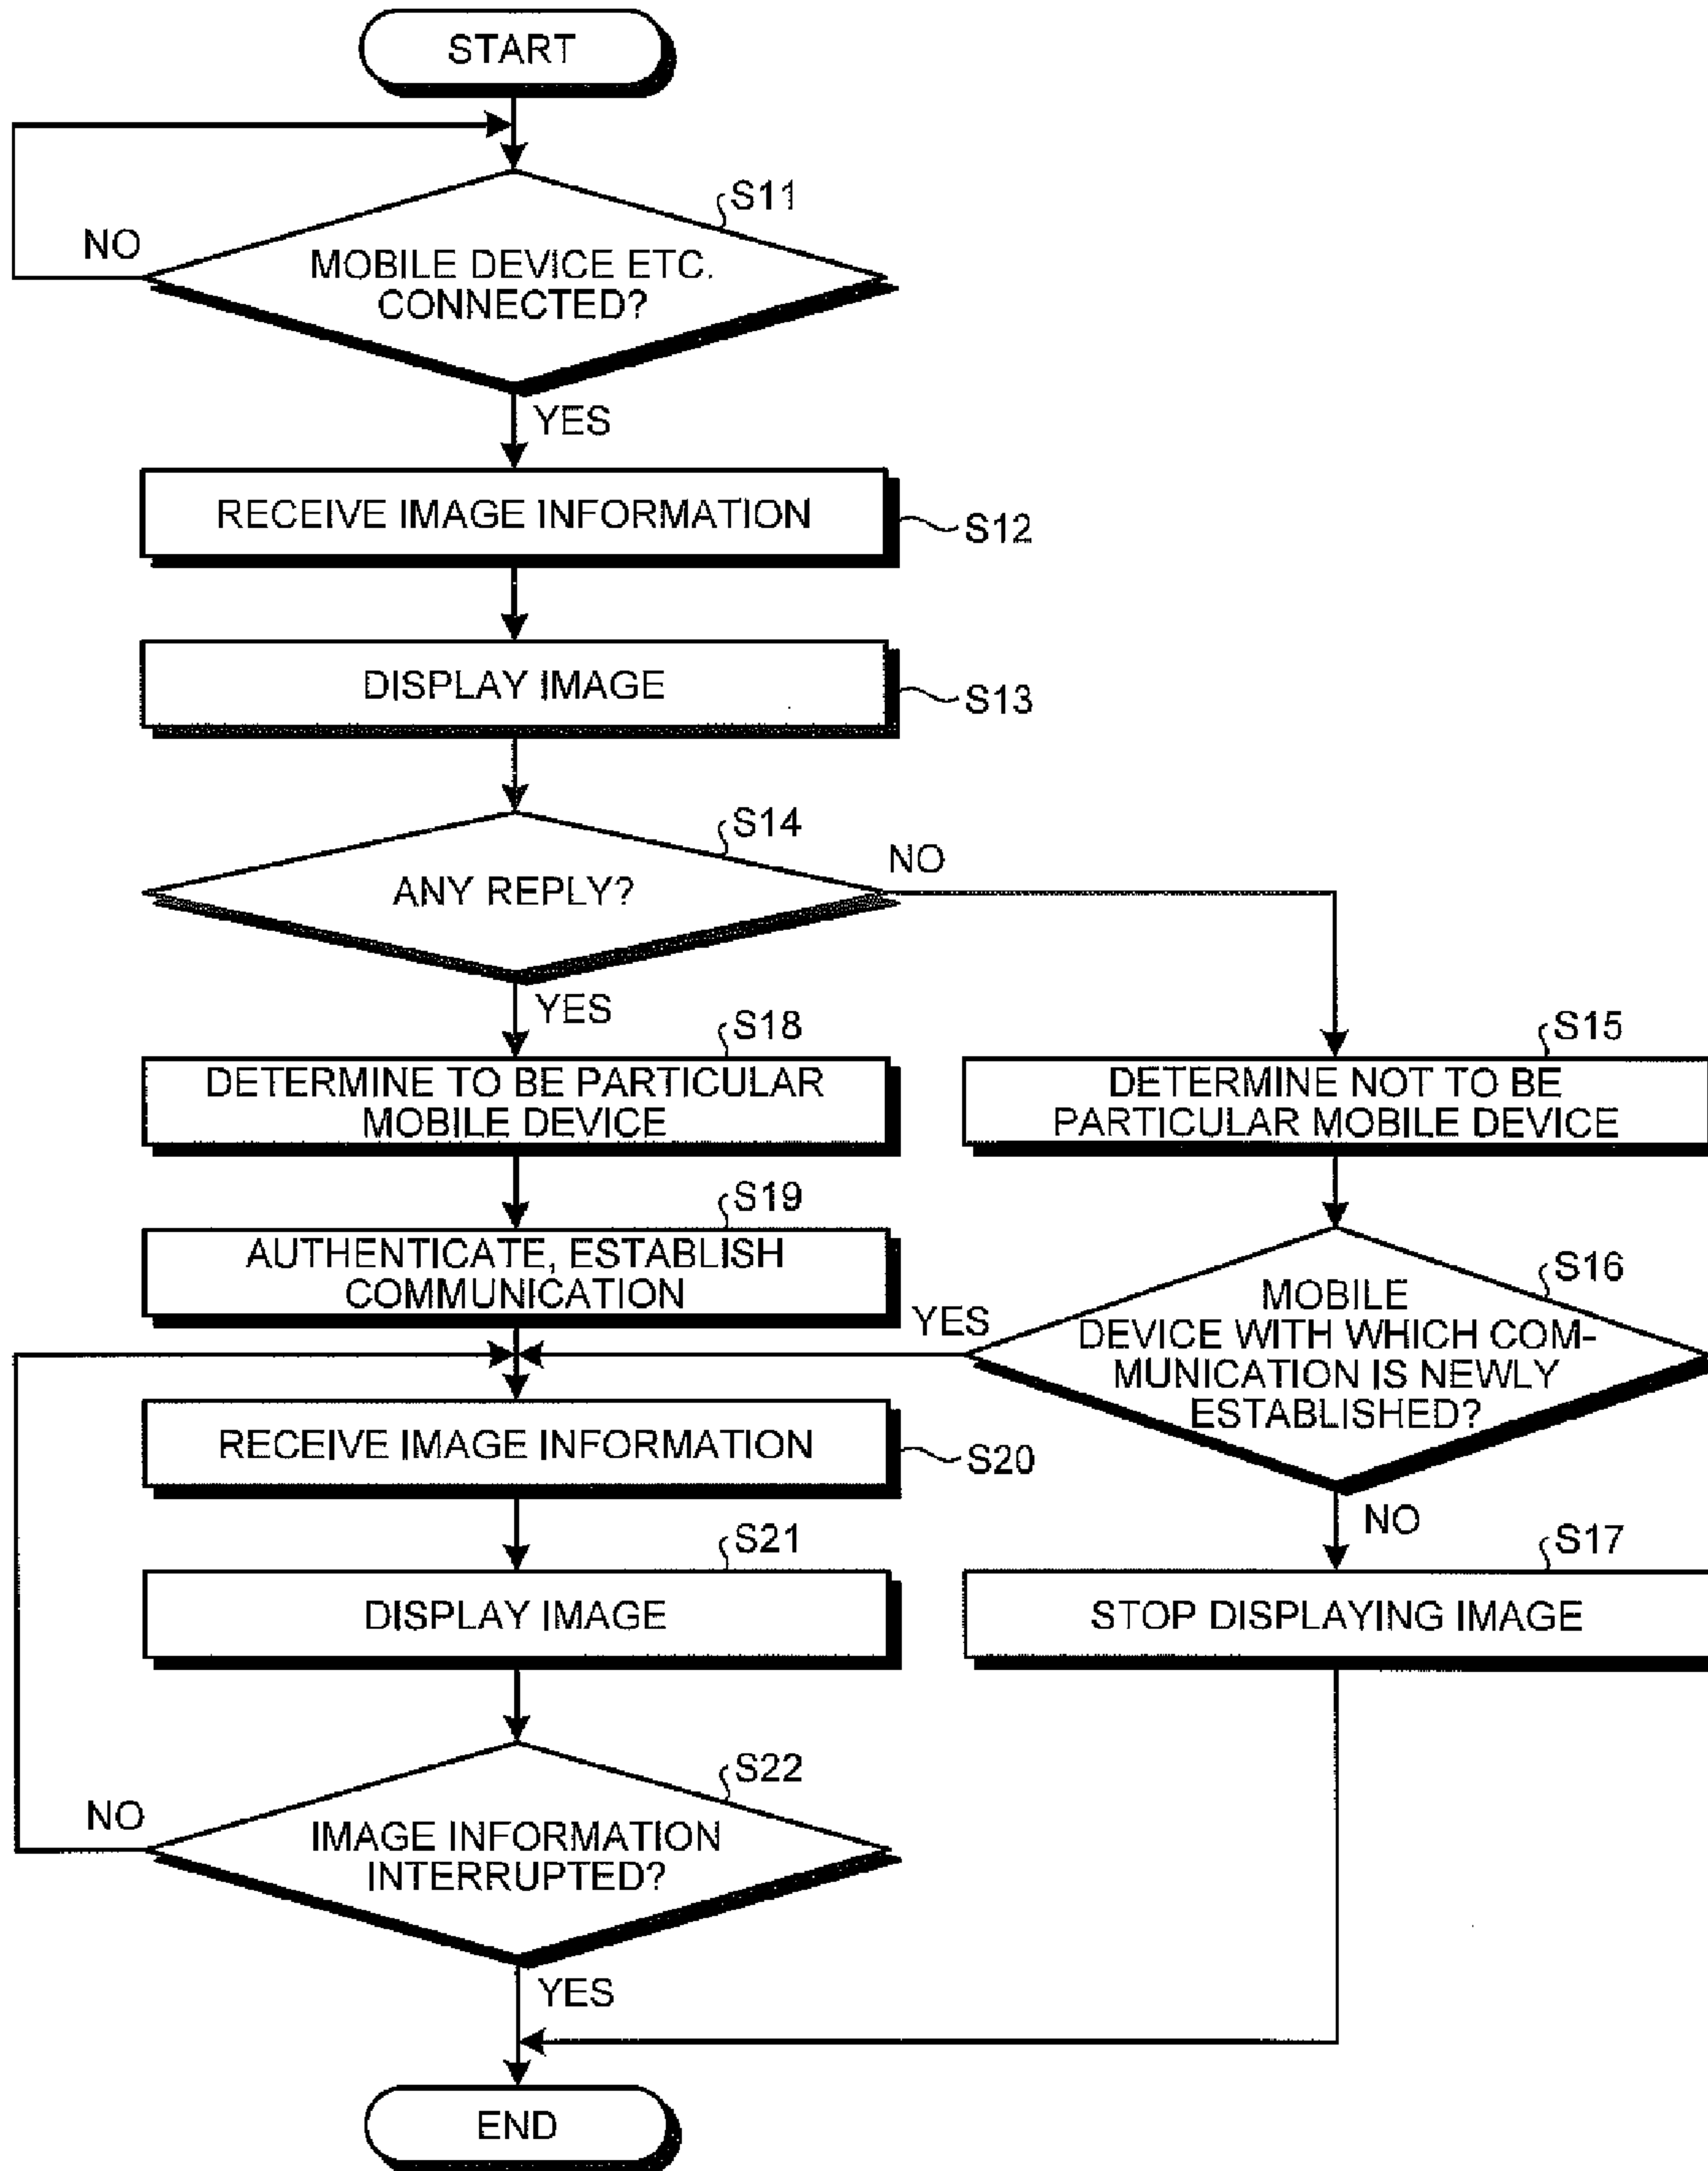 START
S11
NO
MOBILE DEVICE ETC.
CONNECTED?
YES
RECEIVE IMAGE INFORMATION
S12
DISPLAY IMAGE
S13
S14
NO
ANY REPLY?
YES
S18
DETERMINE TO BE PARTICULAR
MOBILE DEVICE
S15
DETERMINE NOT TO BE
PARTICULAR MOBILE DEVICE
S19
AUTHENTICATE, ESTABLISH
COMMUNICATION
S16
YES
MOBILE
DEVICE WITH WHICH COM-
MUNICATION IS NEWLY
ESTABLISHED?
NO
RECEIVE IMAGE INFORMATION
S20
S21
DISPLAY IMAGE
S17
STOP DISPLAYING IMAGE
S22
NO
IMAGE INFORMATION
INTERRUPTED?
YES
END